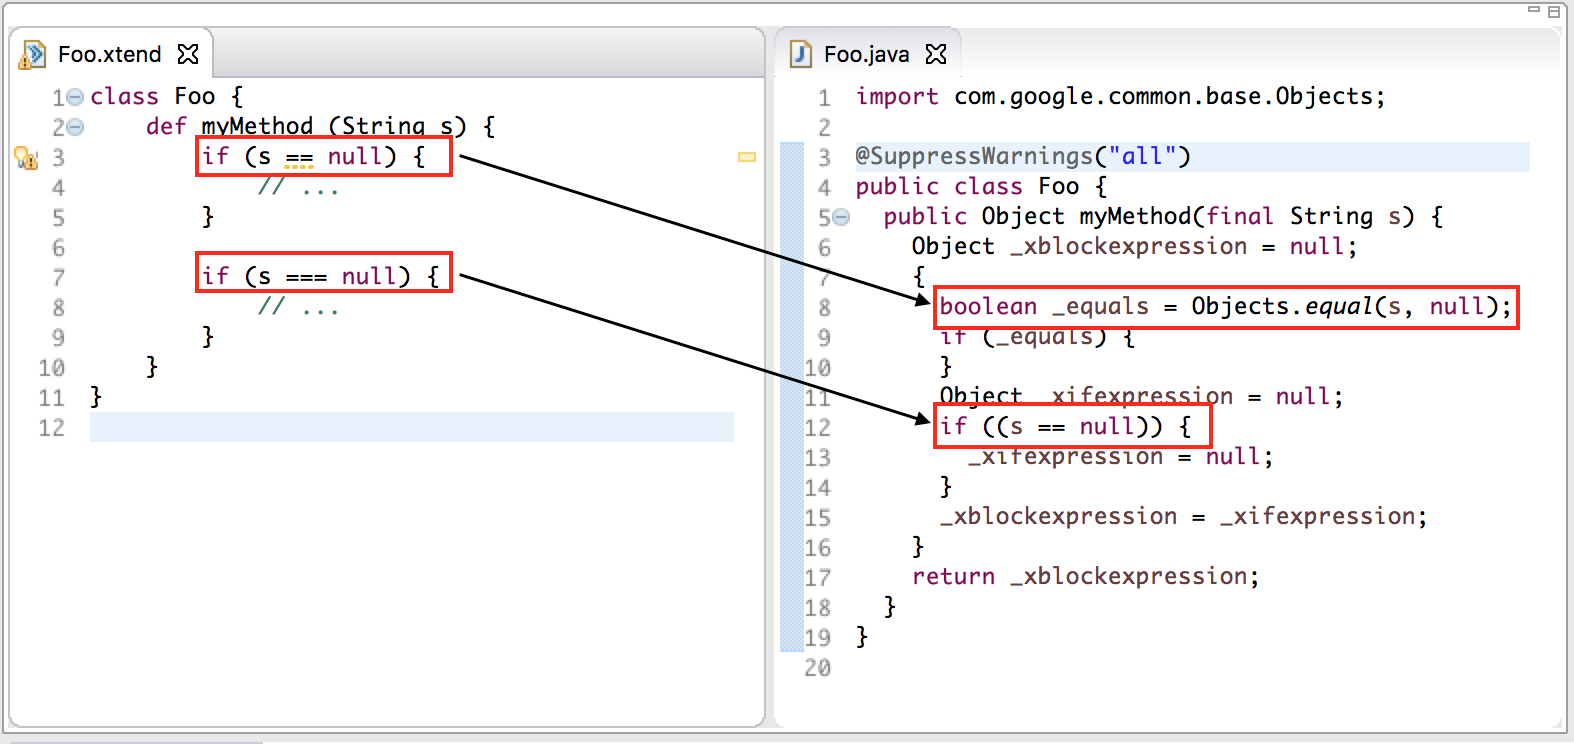 Foo.xtend
1 class Foo {
2 def myMethod (String s) {
3 if (s == null) {
4 // ...
5 }
6
7 if (s === null) {
8 // ...
9 }
10 }
11 }
12
Foo.java
1 import com.google.common.base.Objects;
2
3 @SuppressWarnings("all")
4 public class Foo {
5 public Object myMethod(final String s) {
6 Object _xblockexpression = null;
7 {
8 boolean _equals = Objects.equal(s, null);
9 if (_equals) {
10 }
11 Object _xifexpression = null;
12 if ((s == null)) {
13 _xifexpression = null;
14 }
15 _xblockexpression = _xifexpression;
16 }
17 return _xblockexpression;
18 }
19 }
20